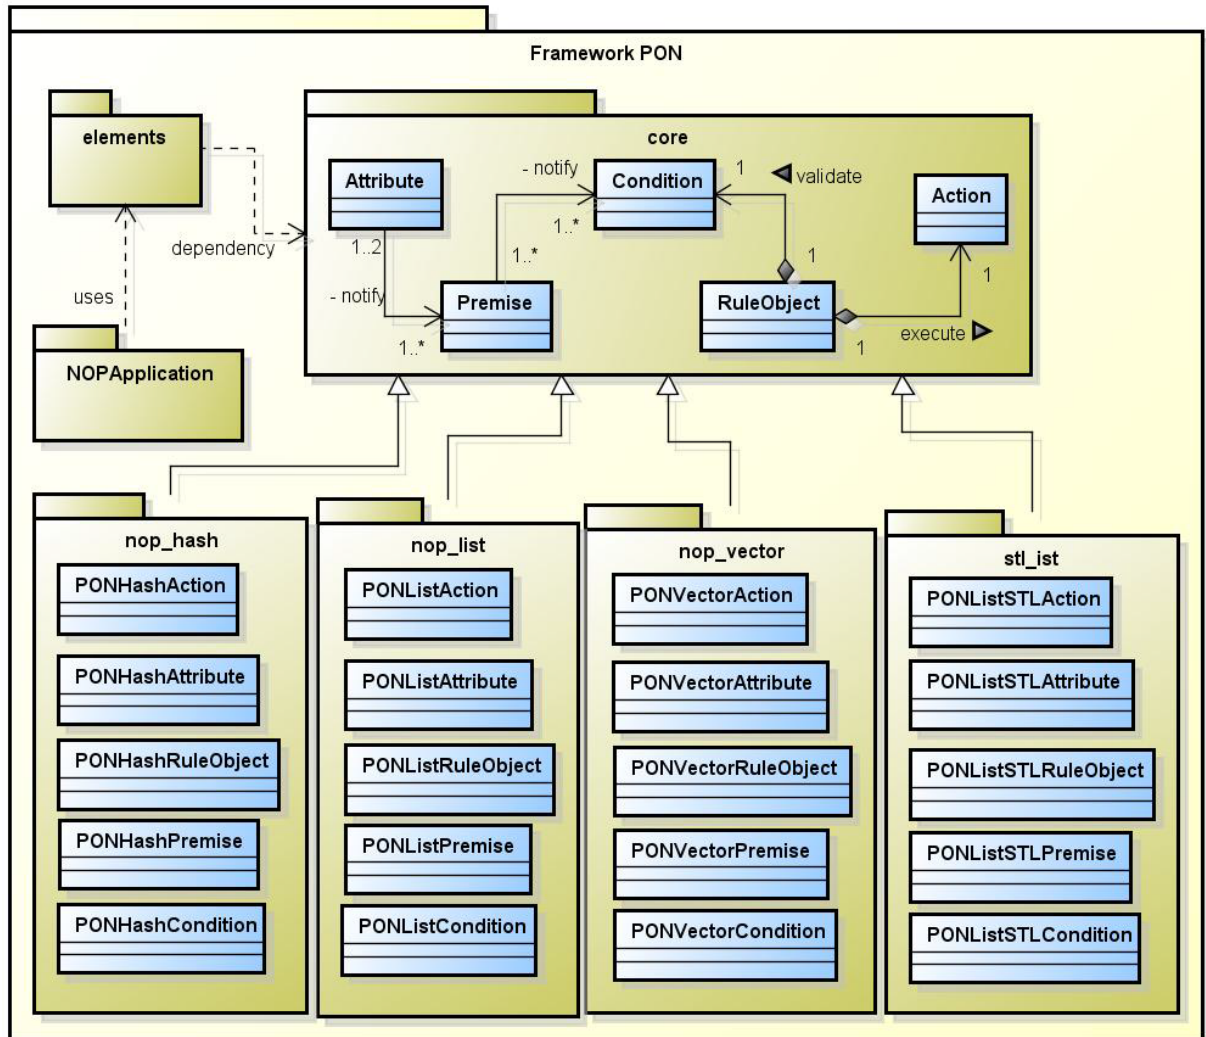 Framework PON
elements
core
Attribute
- notify
Condition
1
validate
Action
1..2
1..*
dependency
1..*
1
1
uses
- notify
Premise
RuleObject
1..*
1
execute
NOPApplication
nop_hash
PONHashAction
PONHashAttribute
PONHashRuleObject
PONHashPremise
PONHashCondition
nop_list
PONListAction
PONListAttribute
PONListRuleObject
PONListPremise
PONListCondition
nop_vector
PONVectorAction
PONVectorAttribute
PONVectorRuleObject
PONVectorPremise
PONVectorCondition
stl_ist
PONListSTLAction
PONListSTLAttribute
PONListSTLRuleObject
PONListSTLPremise
PONListSTLCondition